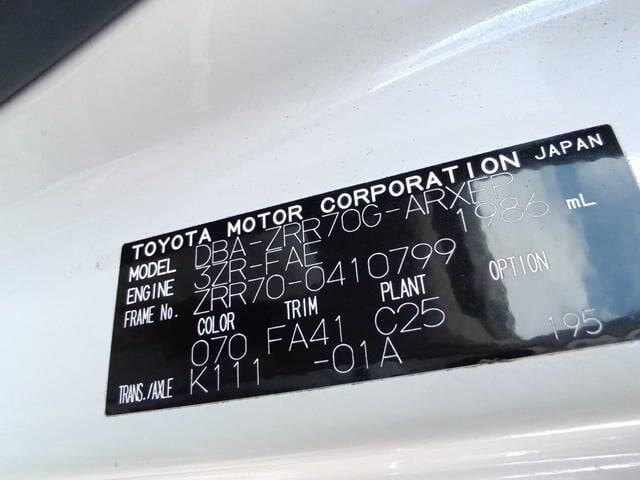 TOYOTA MOTOR CORPORATION JAPAN
MODEL DBA-ZRR70G-ARXEP
ENGINE 3ZR-FAE 1986 mL
FRAME No. ZRR70-0410799
COLOR TRIM PLANT OPTION
070 FA41 C25 195
TRANS./AXLE K111 -01A